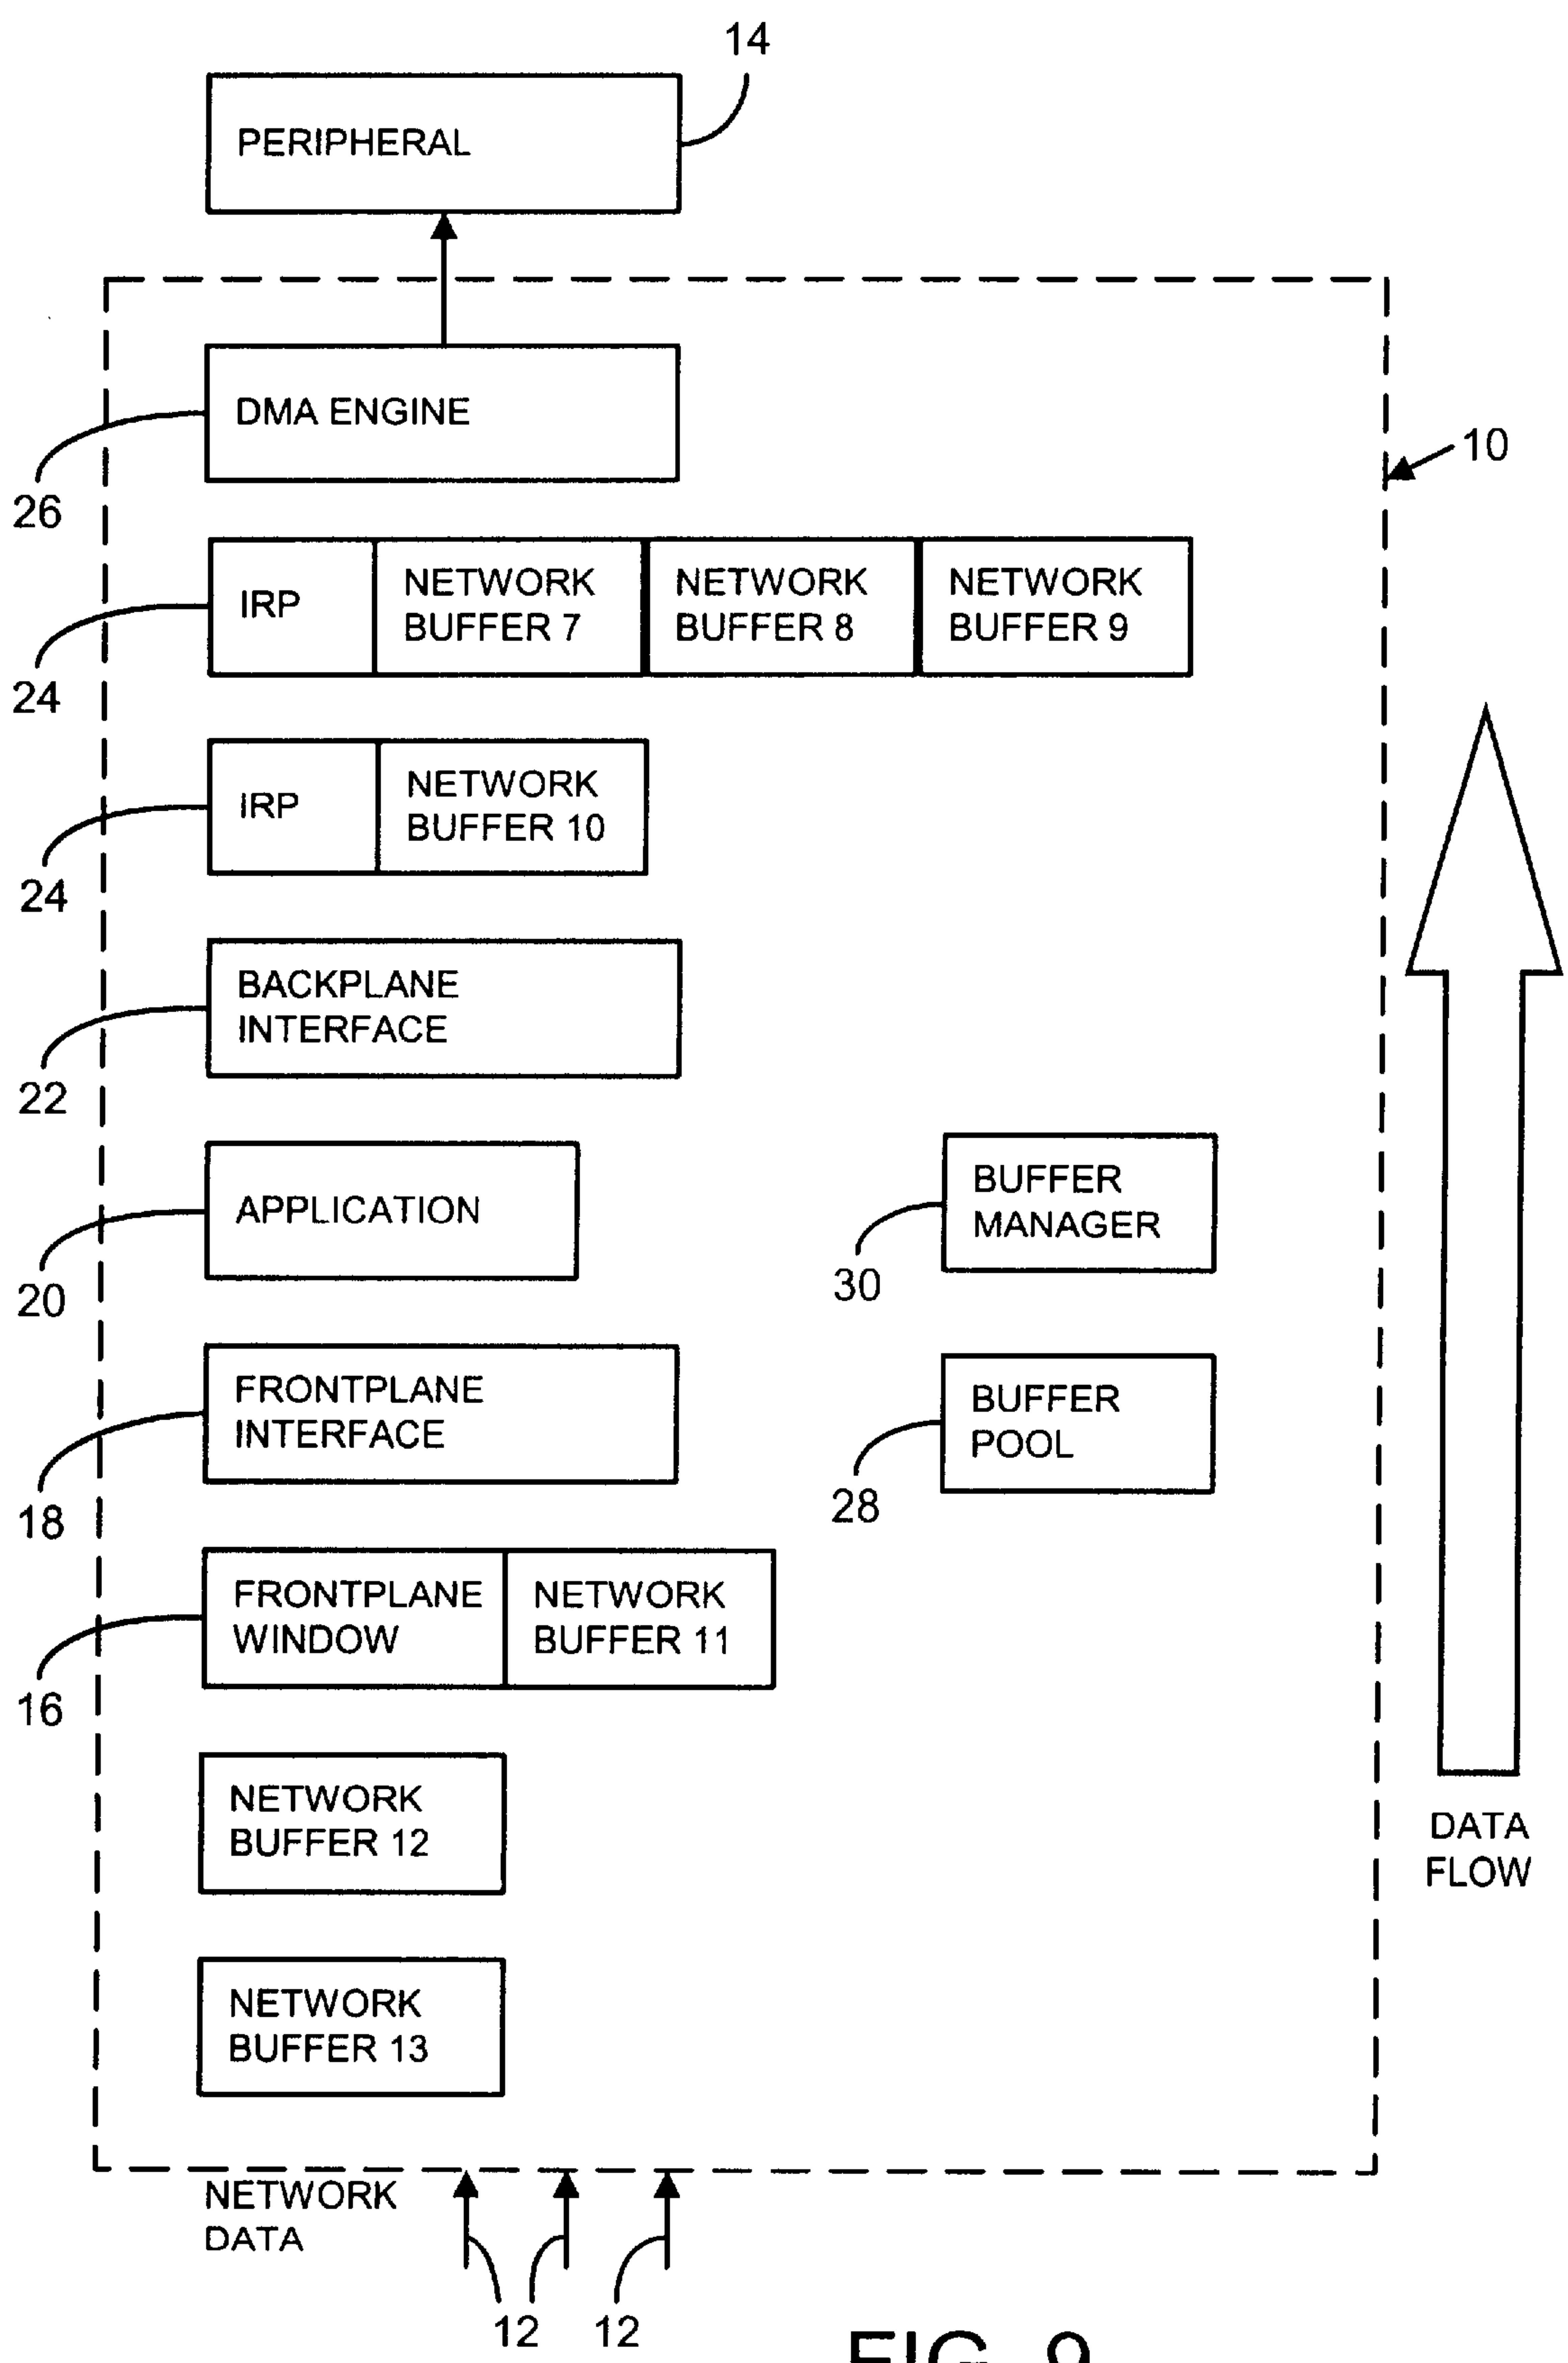 14
PERIPHERAL
DMA ENGINE
10
26
IRP
NETWORK
BUFFER 7
NETWORK
BUFFER 8
NETWORK
BUFFER 9
24
IRP
NETWORK
BUFFER 10
24
BACKPLANE
INTERFACE
22
APPLICATION
20
BUFFER
MANAGER
30
FRONTPLANE
INTERFACE
18
BUFFER
POOL
28
FRONTPLANE
WINDOW
NETWORK
BUFFER 11
16
NETWORK
BUFFER 12
DATA
FLOW
NETWORK
BUFFER 13
NETWORK
DATA
12
12